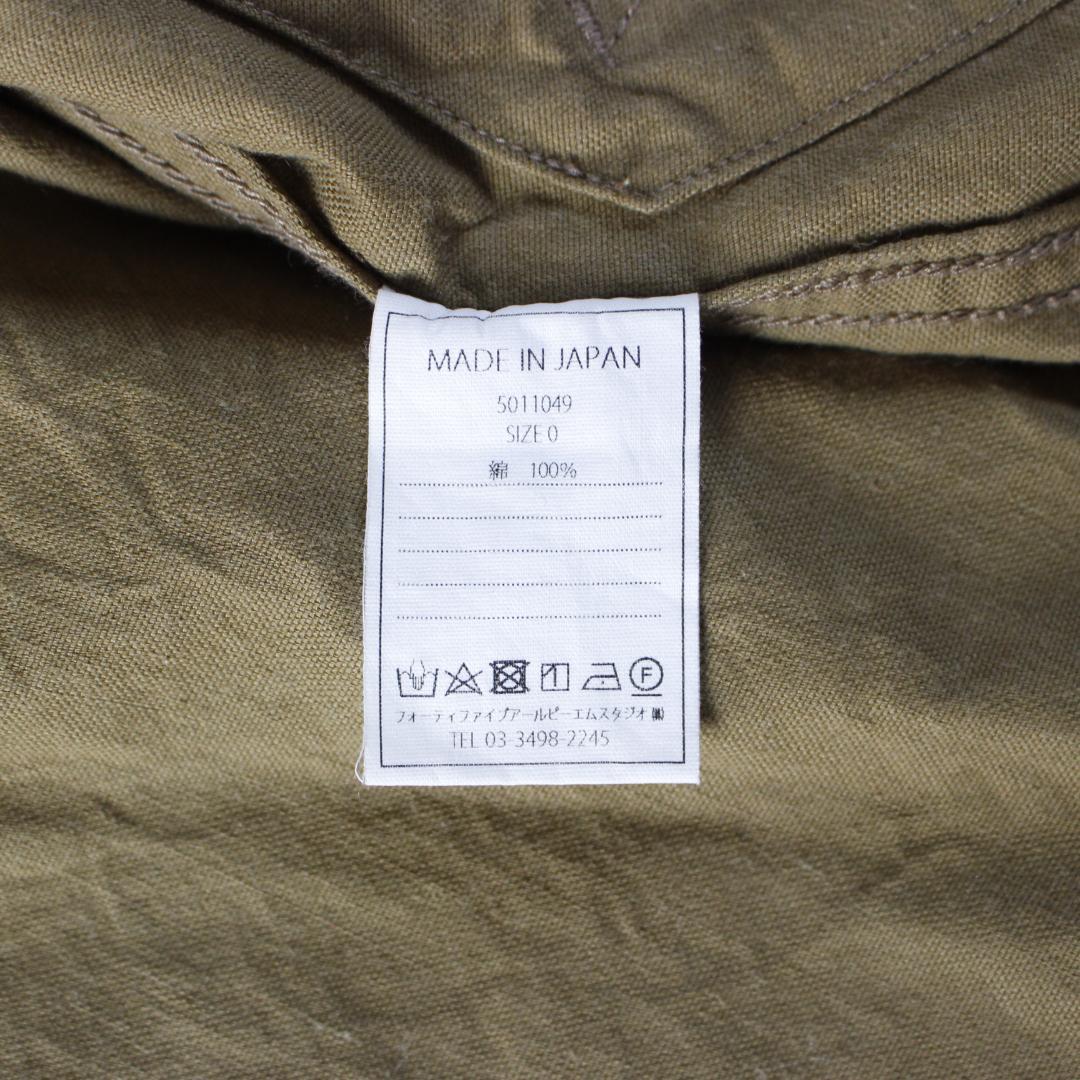 MADE IN JAPAN
5011049
SIZE 0
綿 100%
F
フォーティファイブアールピーエムスタジオ㈱
TEL 03-3498-2245